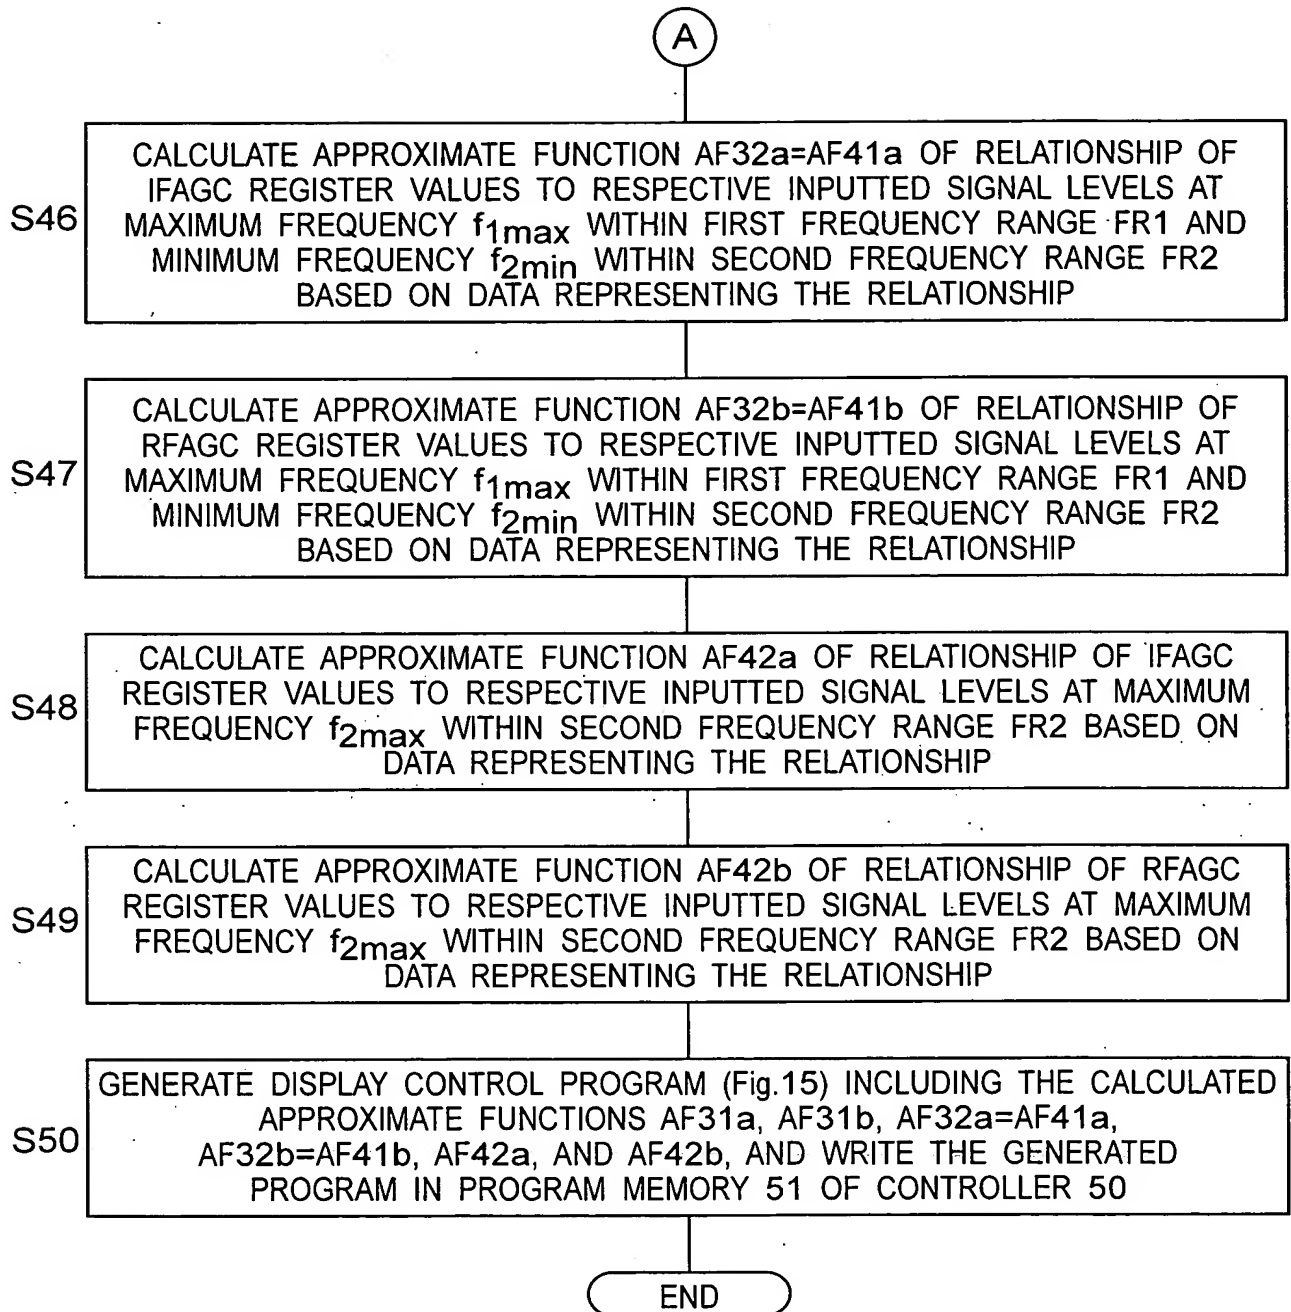 A
S46
CALCULATE APPROXIMATE FUNCTION AF32a=AF41a OF RELATIONSHIP OF
IFAGC REGISTER VALUES TO RESPECTIVE INPUTTED SIGNAL LEVELS AT
MAXIMUM FREQUENCY f1max WITHIN FIRST FREQUENCY RANGE FR1 AND
MINIMUM FREQUENCY f2min WITHIN SECOND FREQUENCY RANGE FR2
BASED ON DATA REPRESENTING THE RELATIONSHIP
S47
CALCULATE APPROXIMATE FUNCTION AF32b=AF41b OF RELATIONSHIP OF
RFAGC REGISTER VALUES TO RESPECTIVE INPUTTED SIGNAL LEVELS AT
MAXIMUM FREQUENCY f1max WITHIN FIRST FREQUENCY RANGE FR1 AND
MINIMUM FREQUENCY f2min WITHIN SECOND FREQUENCY RANGE FR2
BASED ON DATA REPRESENTING THE RELATIONSHIP
S48
CALCULATE APPROXIMATE FUNCTION AF42a OF RELATIONSHIP OF IFAGC
REGISTER VALUES TO RESPECTIVE INPUTTED SIGNAL LEVELS AT MAXIMUM
FREQUENCY f2max WITHIN SECOND FREQUENCY RANGE FR2 BASED ON
DATA REPRESENTING THE RELATIONSHIP
S49
CALCULATE APPROXIMATE FUNCTION AF42b OF RELATIONSHIP OF RFAGC
REGISTER VALUES TO RESPECTIVE INPUTTED SIGNAL LEVELS AT MAXIMUM
FREQUENCY f2max WITHIN SECOND FREQUENCY RANGE FR2 BASED ON
DATA REPRESENTING THE RELATIONSHIP
S50
GENERATE DISPLAY CONTROL PROGRAM (Fig.15) INCLUDING THE CALCULATED
APPROXIMATE FUNCTIONS AF31a, AF31b, AF32a=AF41a,
AF32b=AF41b, AF42a, AND AF42b, AND WRITE THE GENERATED
PROGRAM IN PROGRAM MEMORY 51 OF CONTROLLER 50
END